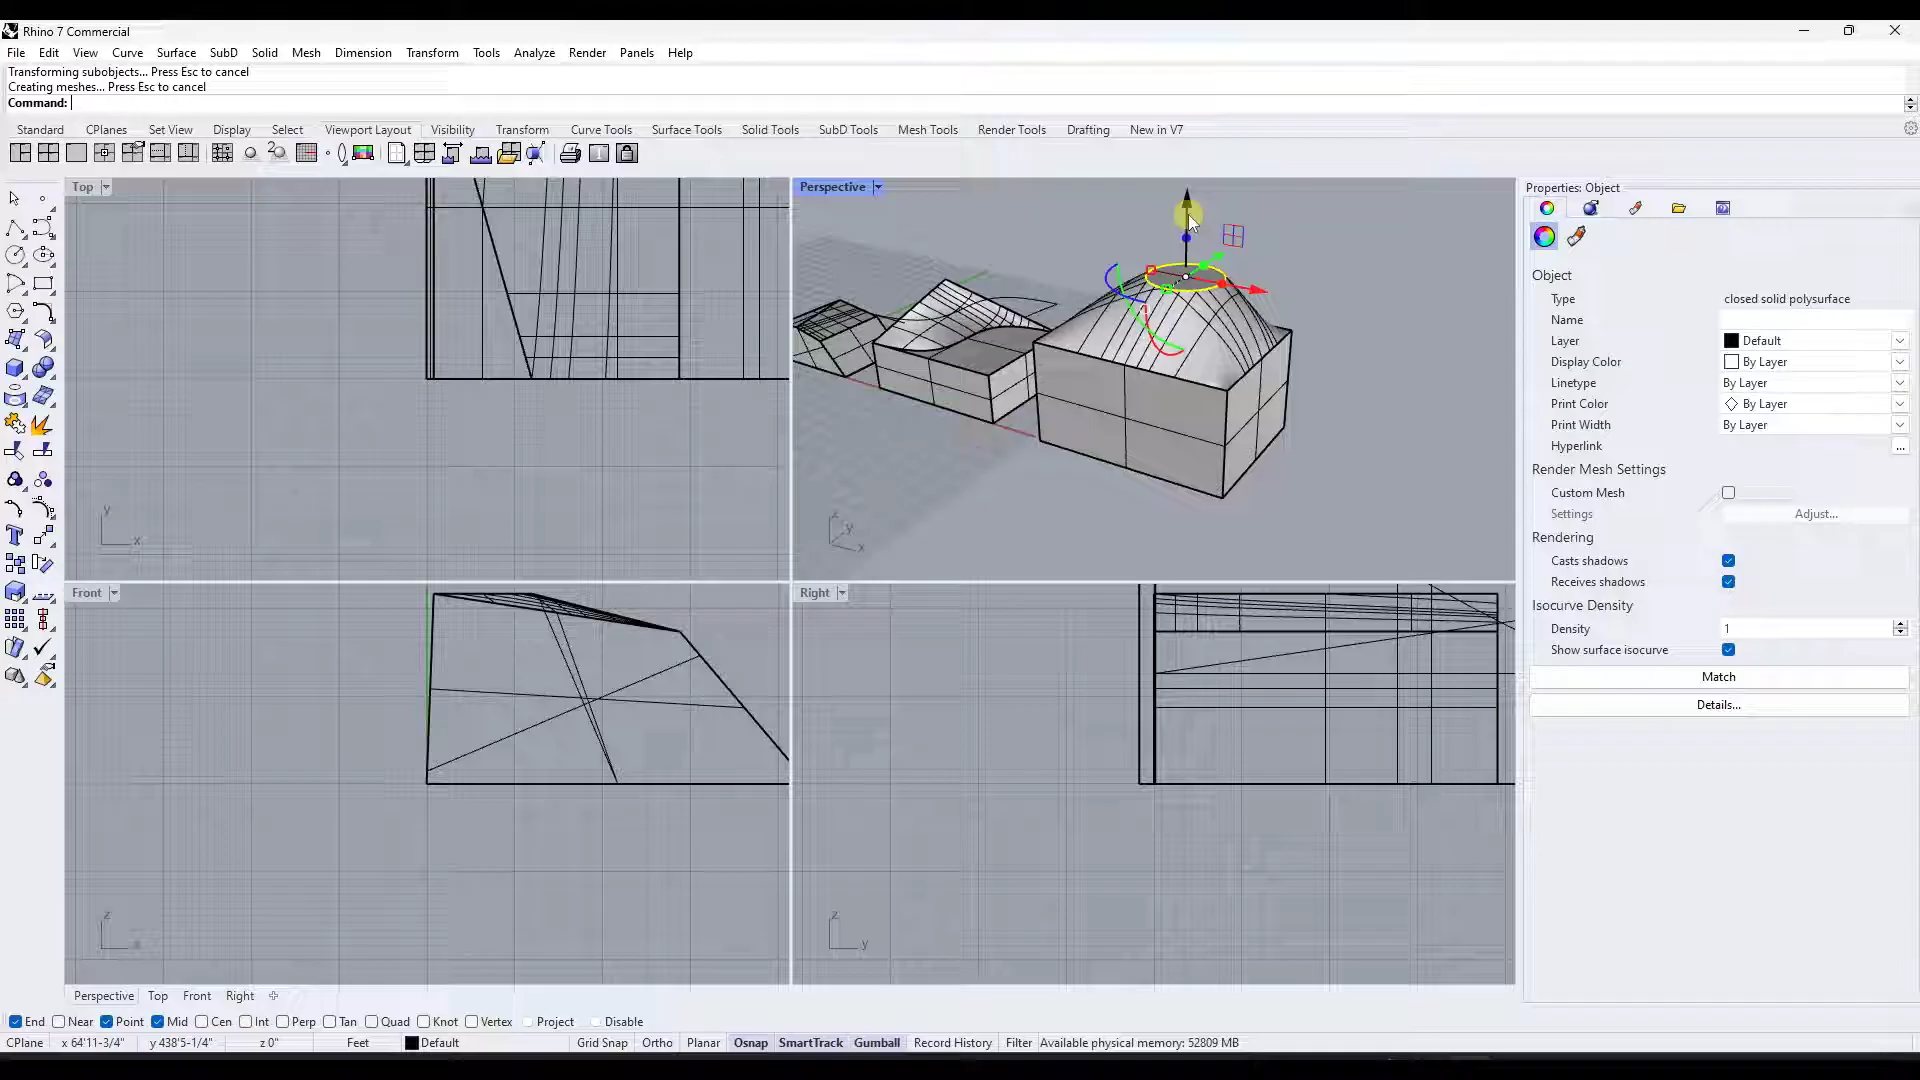 Rhino 7 Commercial
File Edit View Curve Surface SubD Solid Mesh Dimension Transform Tools Analyze Render Panels Help
Transforming subobjects... Press Esc to cancel
Creating meshes... Press Esc to cancel
Command:
Standard CPlanes Set View Display Select Viewport Layout Visibility Transform Curve Tools Surface Tools Solid Tools SubD Tools Mesh Tools Render Tools Drafting New in V7
Top
Perspective
Properties: Object
Object
Type closed solid polysurface
Name
Layer Default
Display Color By Layer
Linetype By Layer
Print Color By Layer
Print Width By Layer
Hyperlink ...
Render Mesh Settings
Custom Mesh
Settings Adjust...
Rendering
Casts shadows
Receives shadows
Isocurve Density
Density 1
Show surface isocurve
Match
Details...
y
x
z
y
x
Front
Right
z
x
z
y
Perspective Top Front Right
End Near Point Mid Cen Int Perp Tan Quad Knot Vertex Project Disable
CPlane x 64'11-3/4" y 438'5-1/4" z 0" Feet Default Grid Snap Ortho Planar Osnap SmartTrack Gumball Record History Filter Available physical memory: 52809 MB